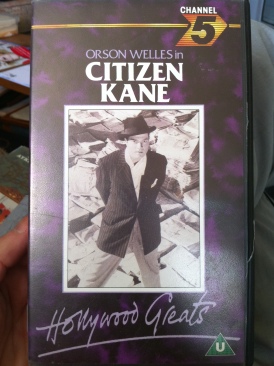 CHANNEL
5
ORSON WELLES in
CITIZEN
KANE
Hollywood Greats
U